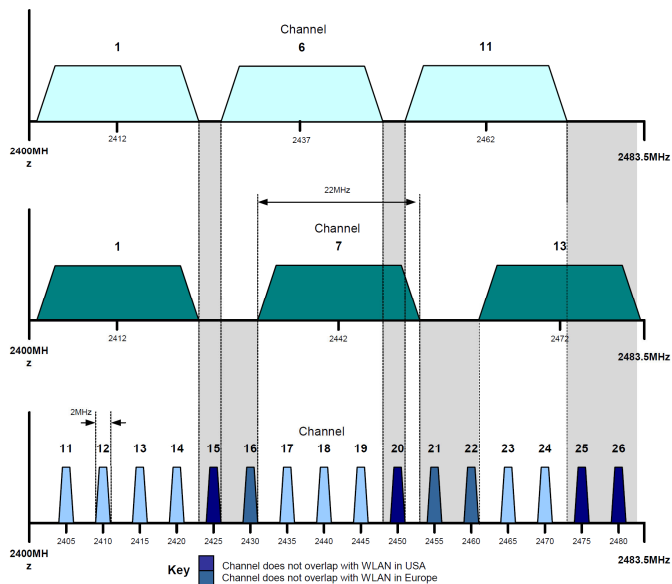 Channel
1 6 11
2412 2437 2462
2400MH
z
2483.5MHz
22MHz
Channel
1 7 13
2412 2442 2472
2400MH
z
2483.5MHz
2MHz
Channel
11 12 13 14 15 16 17 18 19 20 21 22 23 24 25 26
2405 2410 2415 2420 2425 2430 2435 2440 2445 2450 2455 2460 2465 2470 2475 2480
2400MH
z
2483.5MHz
Key
Channel does not overlap with WLAN in USA
Channel does not overlap with WLAN in Europe